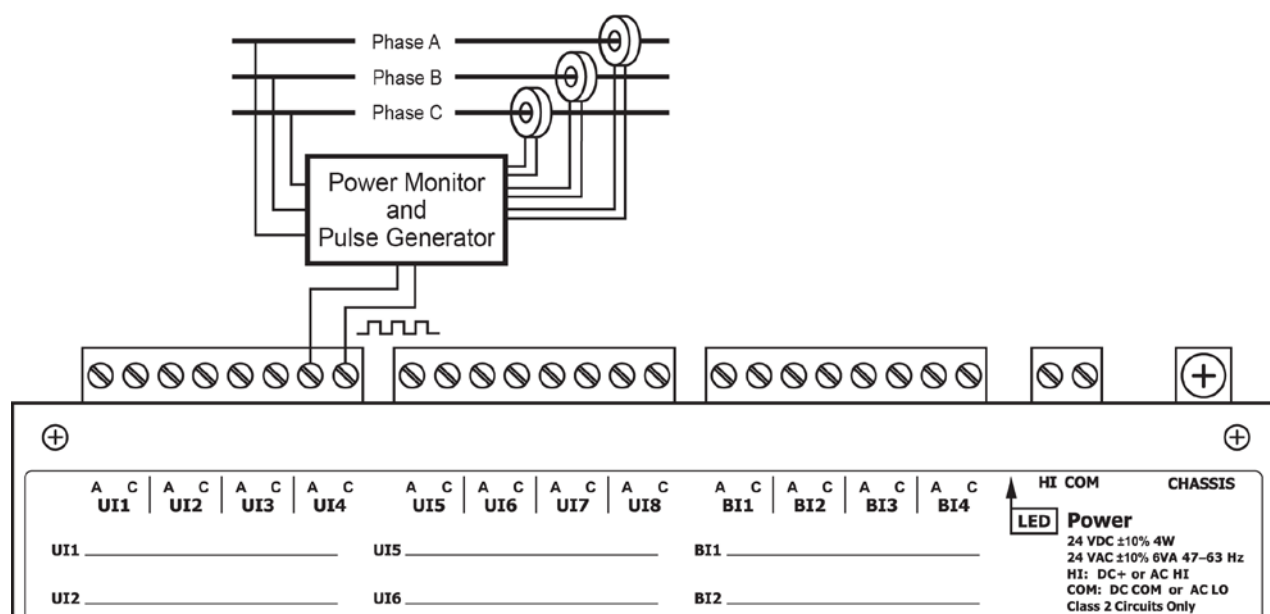 Phase A
Phase B
Phase C
Power Monitor
and
Pulse Generator
A C A C A C A C
UI1 UI2 UI3 UI4
A C A C A C A C
UI5 UI6 UI7 UI8
A C A C A C A C
BI1 BI2 BI3 BI4
HI COM
CHASSIS
LED
Power
24 VDC ±10% 4W
24 VAC ±10% 6VA 47–63 Hz
HI: DC+ or AC HI
COM: DC COM or AC LO
Class 2 Circuits Only
UI1
UI5
BI1
UI2
UI6
BI2